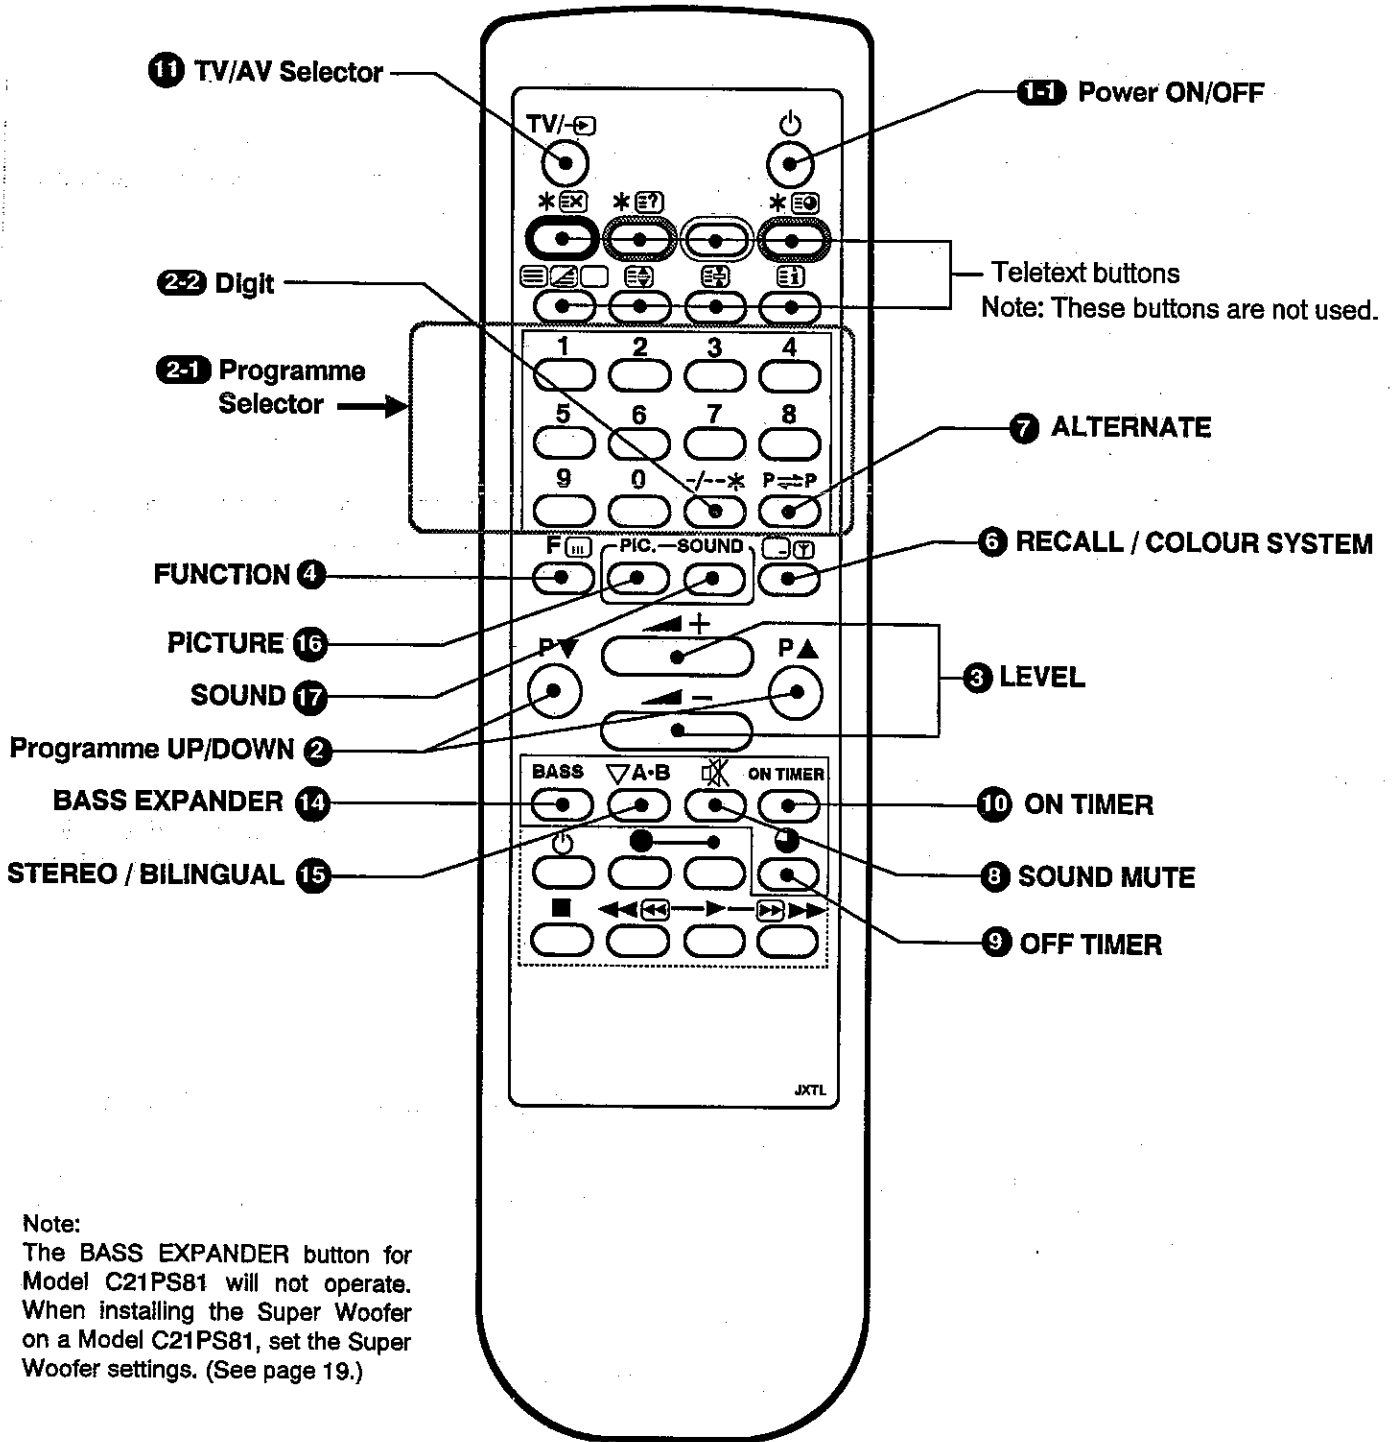 11 TV/AV Selector
1-1 Power ON/OFF
TV/
2-2 Digit
Teletext buttons
Note: These buttons are not used.
2-1 Programme
Selector
1 2 3 4
5 6 7 8
9 0 -/--* P⇌P
7 ALTERNATE
F PIC. SOUND
6 RECALL / COLOUR SYSTEM
FUNCTION 4
PICTURE 16
SOUND 17
+
P▼ P▲
-
3 LEVEL
Programme UP/DOWN 2
BASS ▽A•B ON TIMER
BASS EXPANDER 14
10 ON TIMER
STEREO / BILINGUAL 15
8 SOUND MUTE
9 OFF TIMER
JXTL
Note:
The BASS EXPANDER button for
Model C21PS81 will not operate.
When installing the Super Woofer
on a Model C21PS81, set the Super
Woofer settings. (See page 19.)